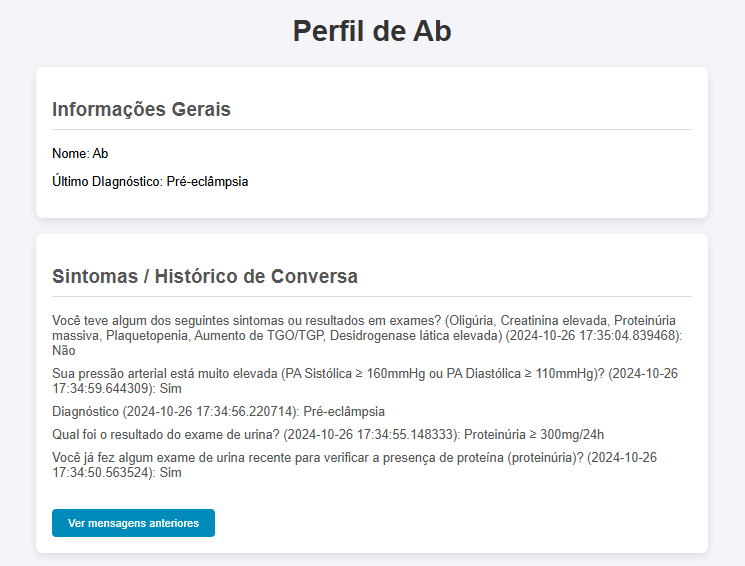 Perfil de Ab
Informações Gerais
Nome: Ab
Último DIagnóstico: Pré-eclâmpsia
Sintomas / Histórico de Conversa
Você teve algum dos seguintes sintomas ou resultados em exames? (Oligúria, Creatinina elevada, Proteinúria
massiva, Plaquetopenia, Aumento de TGO/TGP, Desidrogenase lática elevada) (2024-10-26 17:35:04.839468):
Não
Sua pressão arterial está muito elevada (PA Sistólica ≥ 160mmHg ou PA Diastólica ≥ 110mmHg)? (2024-10-26
17:34:59.644309): Sim
Diagnóstico (2024-10-26 17:34:56.220714): Pré-eclâmpsia
Qual foi o resultado do exame de urina? (2024-10-26 17:34:55.148333): Proteinúria ≥ 300mg/24h
Você já fez algum exame de urina recente para verificar a presença de proteína (proteinúria)? (2024-10-26
17:34:50.563524): Sim
Ver mensagens anteriores